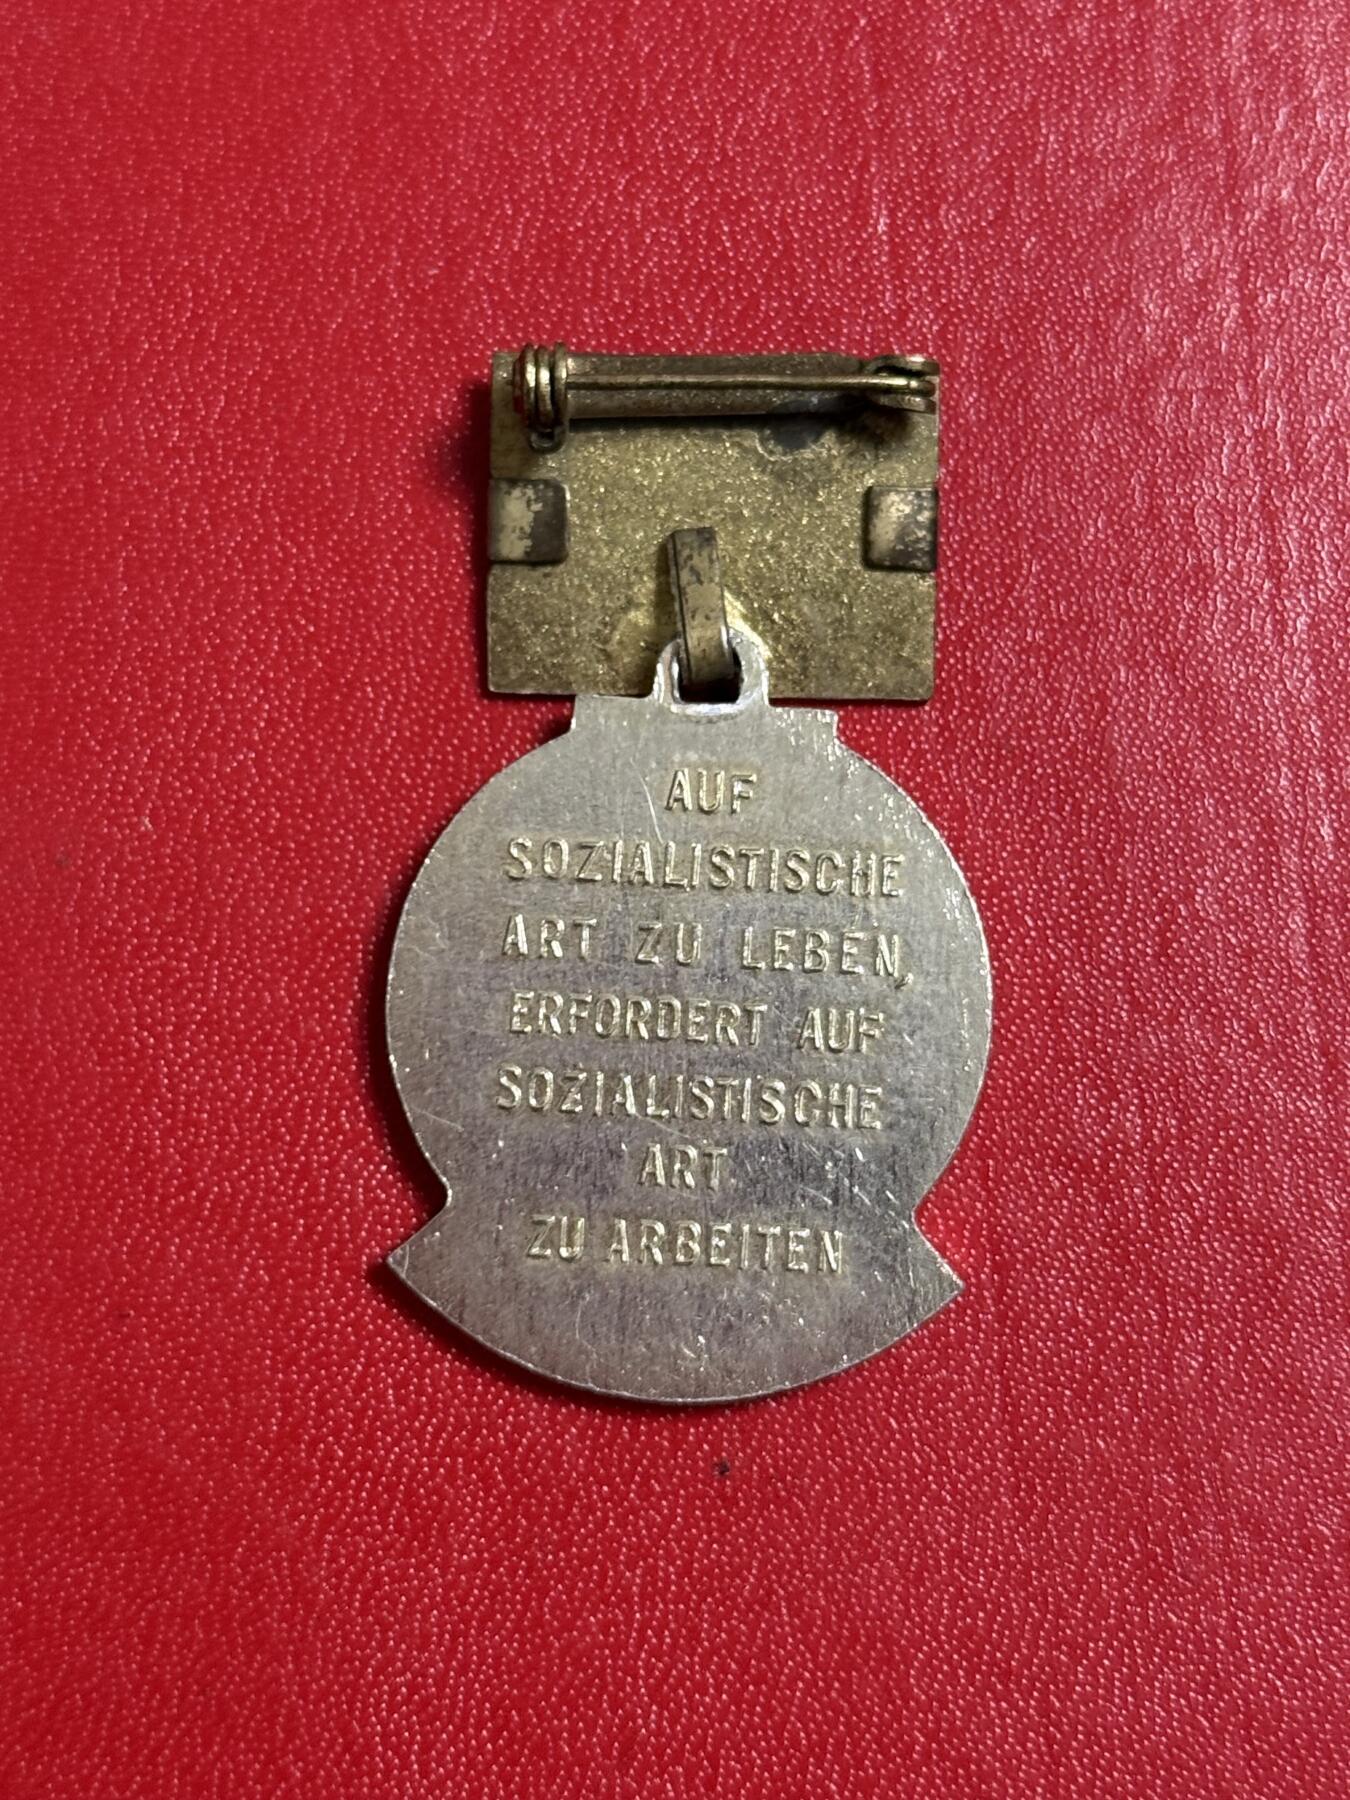 AUF
SOZIALISTISCHE
ART ZU LEBEN,
ERFORDERT AUF
SOZIALISTISCHE
ART
ZU ARBEITEN